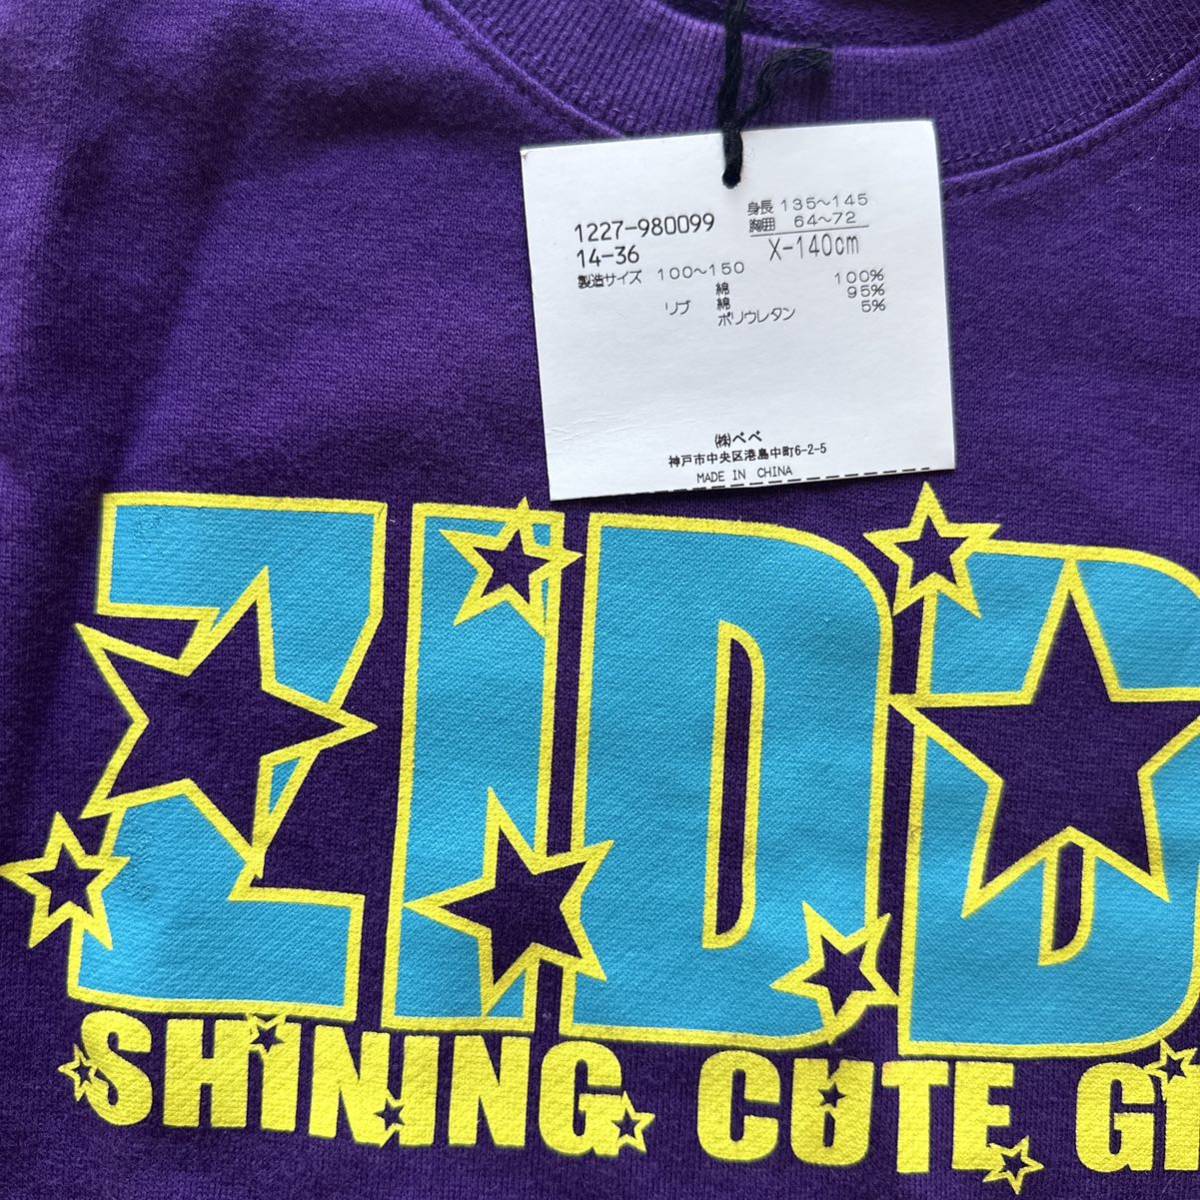 1227-980099
14-36
身長 135〜145
胸囲 64〜72
X-140cm
製造サイズ 100〜150
綿 100%
リブ 綿 95%
ポリウレタン 5%
㈱べべ
神戸市中央区港島中町6-2-5
MADE IN CHINA
ZIDD
SHINING CUTE GI